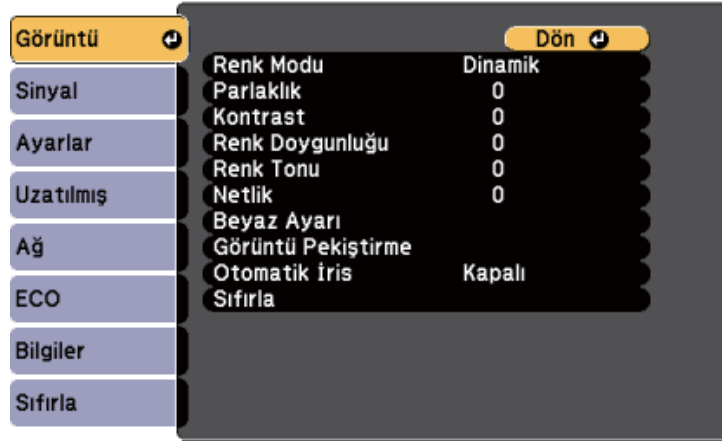 Görüntü
Sinyal
Ayarlar
Uzatılmış
Ağ
ECO
Bilgiler
Sıfırla
Dön
Renk Modu Dinamik
Parlaklık 0
Kontrast 0
Renk Doygunluğu 0
Renk Tonu 0
Netlik 0
Beyaz Ayarı
Görüntü Pekiştirme
Otomatik İris Kapalı
Sıfırla